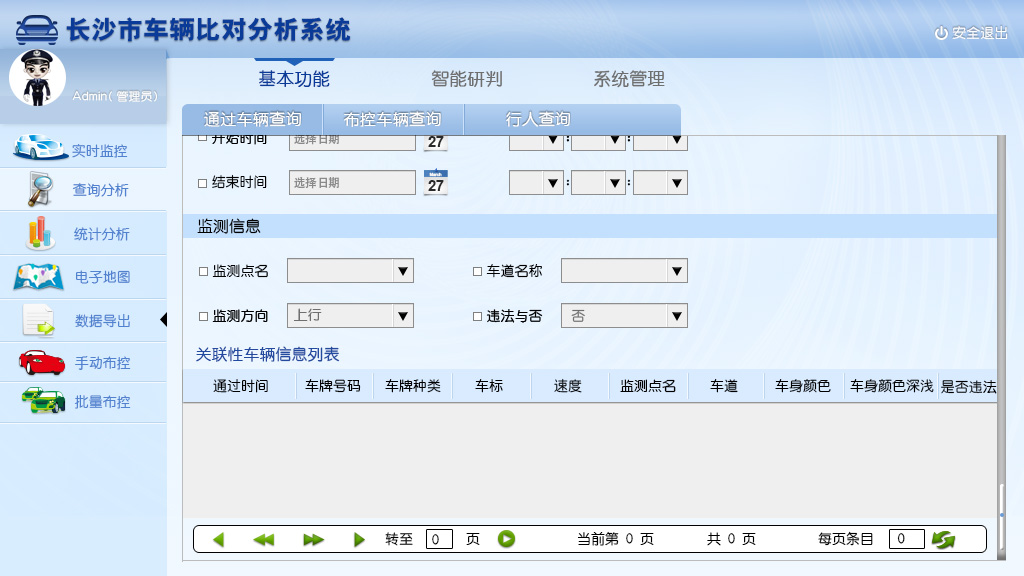 长沙市车辆比对分析系统
安全退出
Admin( 管理员)
基本功能 智能研判 系统管理
通过车辆查询 布控车辆查询 行人查询
实时监控
查询分析
统计分析
电子地图
数据导出
手动布控
批量布控
开始时间 选择日期 27 : :
结束时间 选择日期 March 27 : :
监测信息
监测点名 车道名称
监测方向 上行 违法与否 否
关联性车辆信息列表
通过时间 车牌号码 车牌种类 车标 速度 监测点名 车道 车身颜色 车身颜色深浅 是否违法
转至 0 页 当前第 0 页 共 0 页 每页条目 0